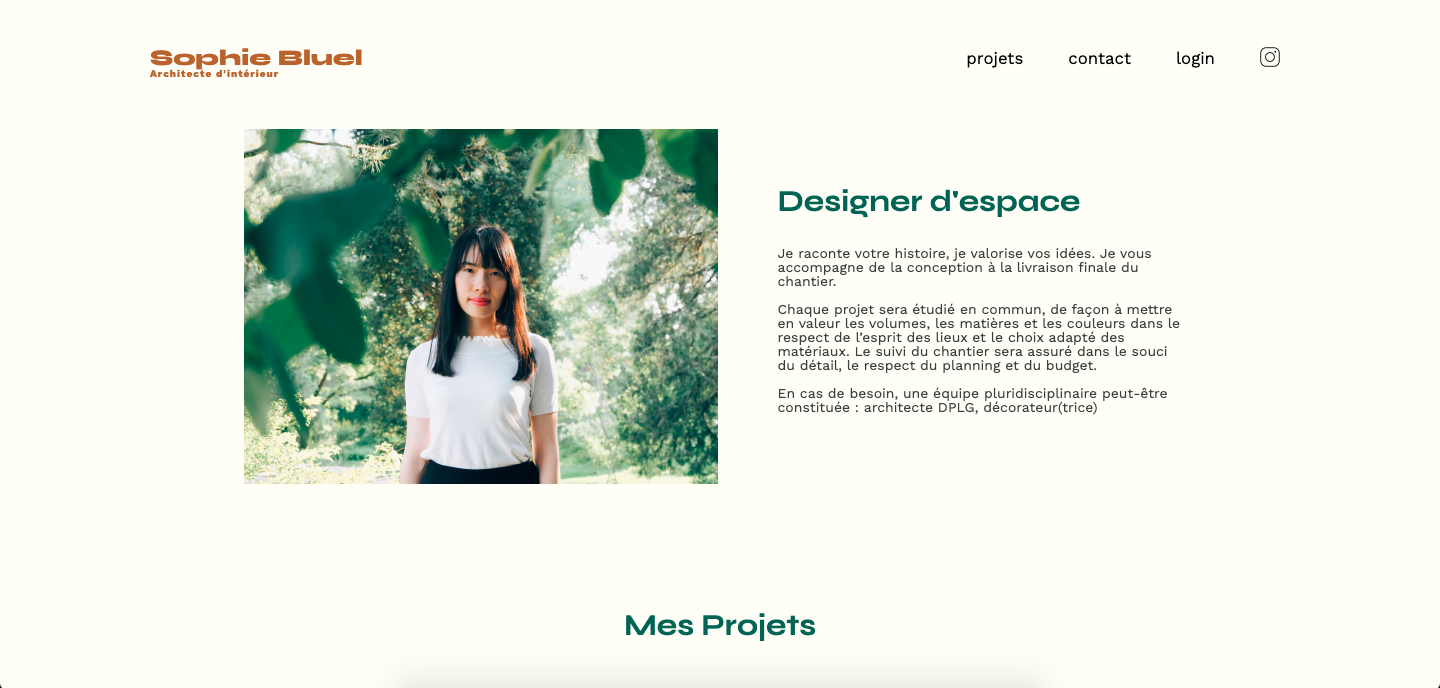 Sophie Bluel
Architecte d'intérieur
projets contact login
Designer d'espace
Je raconte votre histoire, je valorise vos idées. Je vous
accompagne de la conception à la livraison finale du
chantier.
Chaque projet sera étudié en commun, de façon à mettre
en valeur les volumes, les matières et les couleurs dans le
respect de l’esprit des lieux et le choix adapté des
matériaux. Le suivi du chantier sera assuré dans le souci
du détail, le respect du planning et du budget.
En cas de besoin, une équipe pluridisciplinaire peut-être
constituée : architecte DPLG, décorateur(trice)
Mes Projets